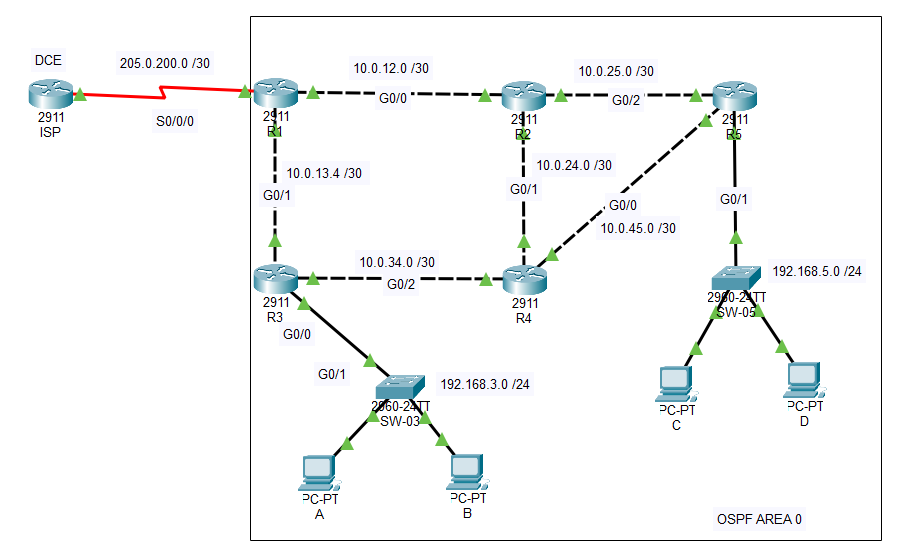 DCE
205.0.200.0 /30
2911
ISP
S0/0/0
2911
R1
10.0.12.0 /30
G0/0
2911
R2
10.0.25.0 /30
G0/2
2911
R5
10.0.13.4 /30
G0/1
10.0.24.0 /30
G0/1
G0/0
10.0.45.0 /30
G0/1
10.0.34.0 /30
G0/2
2911
R3
2911
R4
G0/0
G0/1
192.168.5.0 /24
2960-24TT
SW-05
192.168.3.0 /24
2960-24TT
SW-03
PC-PT
C
PC-PT
D
PC-PT
A
PC-PT
B
OSPF AREA 0